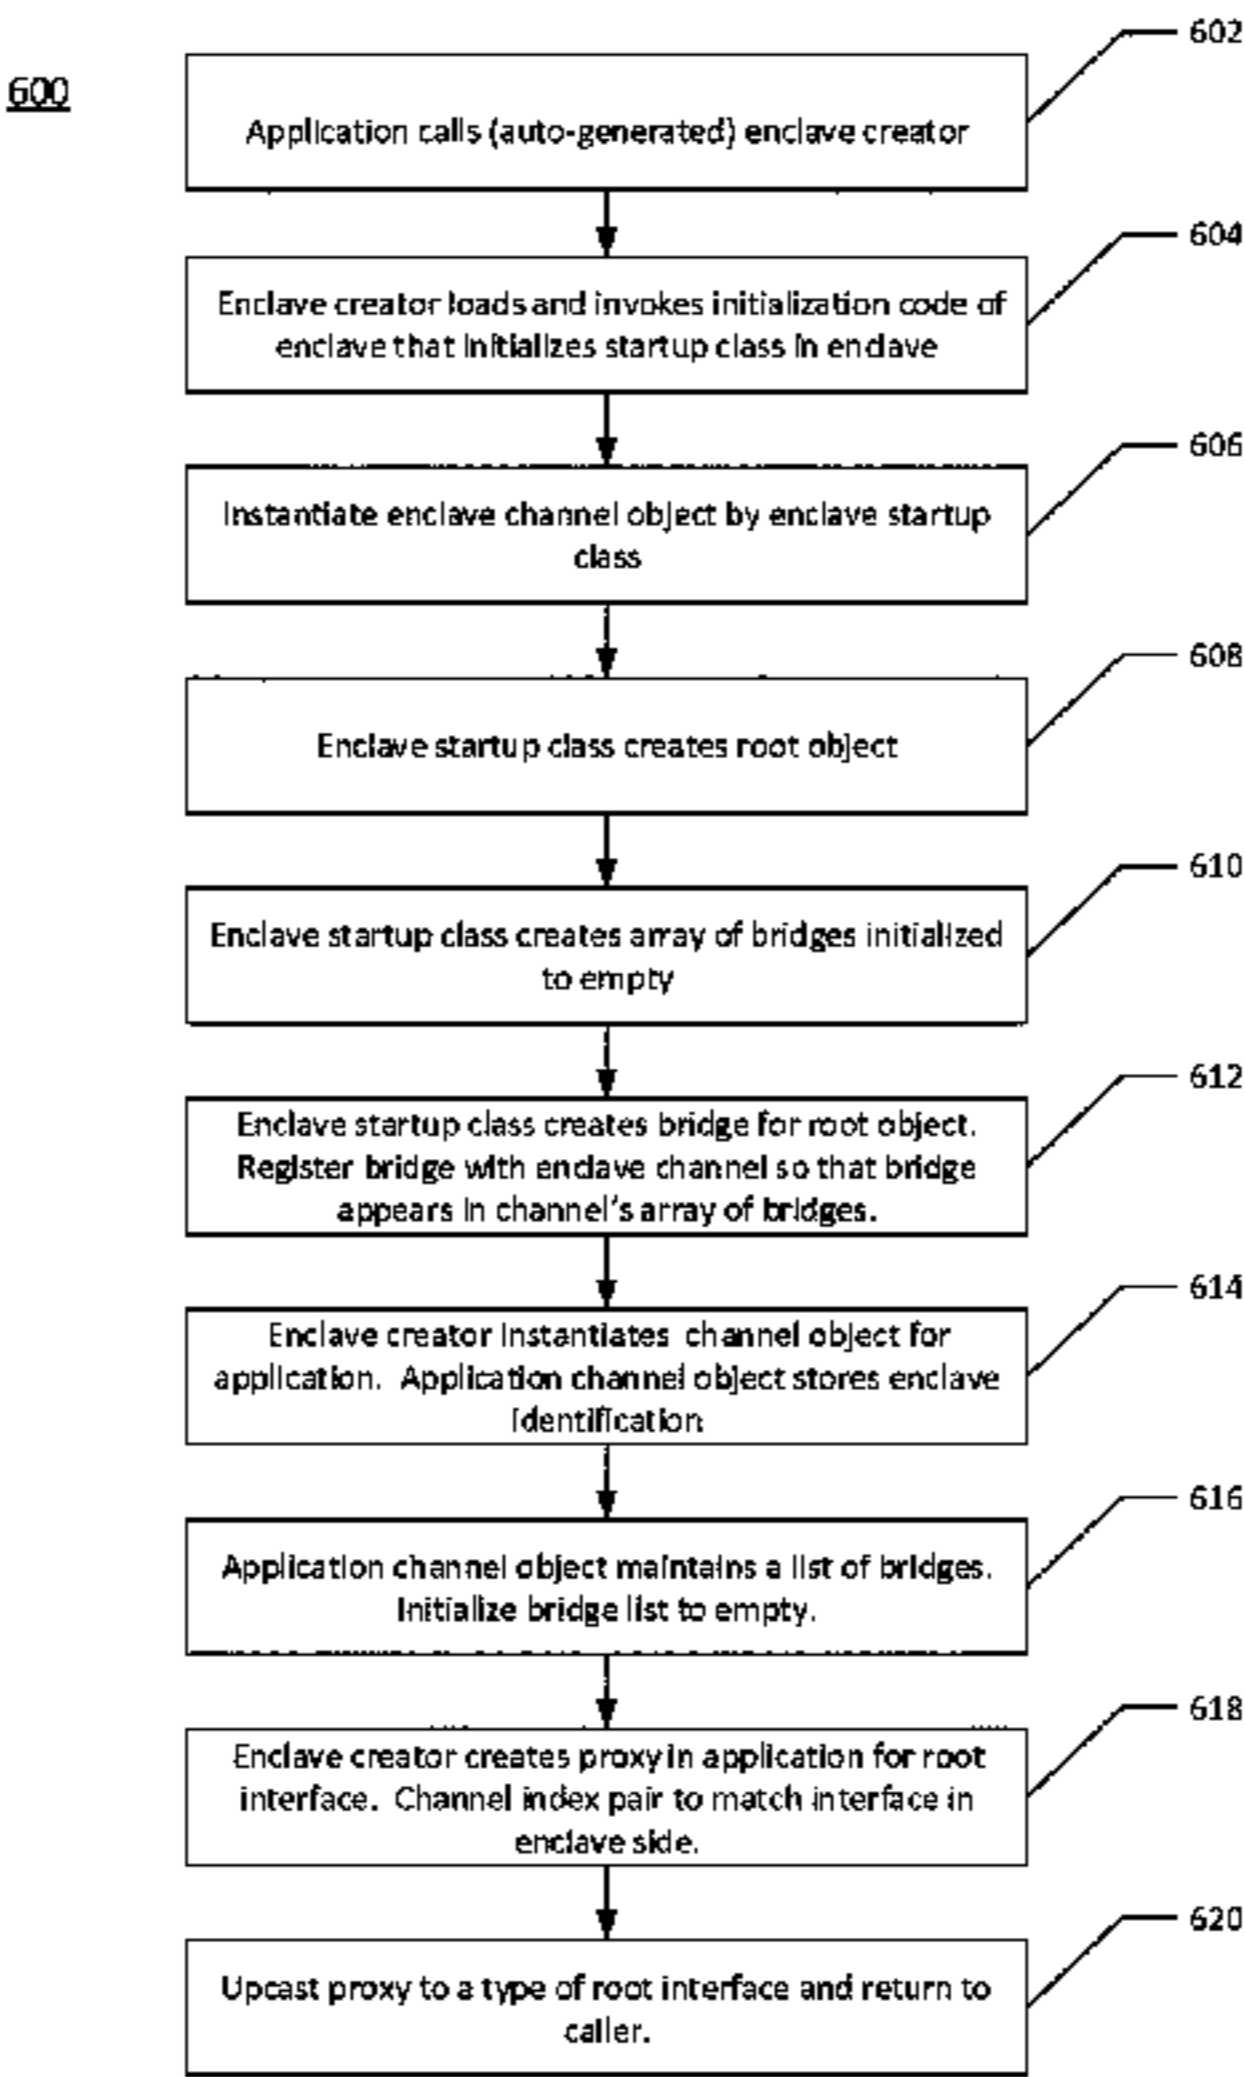 602
600
Application calls (auto-generated) enclave creator
604
Enclave creator loads and invokes initialization code of
enclave that initializes startup class in enclave
606
Instantiate enclave channel object by enclave startup
class
608
Enclave startup class creates root object
610
Enclave startup class creates array of bridges initialized
to empty
612
Enclave startup class creates bridge for root object.
Register bridge with enclave channel so that bridge
appears in channel's array of bridges.
614
Enclave creator instantiates channel object for
application. Application channel object stores enclave
identification
616
Application channel object maintains a list of bridges.
Initialize bridge list to empty.
618
Enclave creator creates proxy in application for root
interface. Channel index pair to match interface in
enclave side.
620
Upcast proxy to a type of root interface and return to
caller.